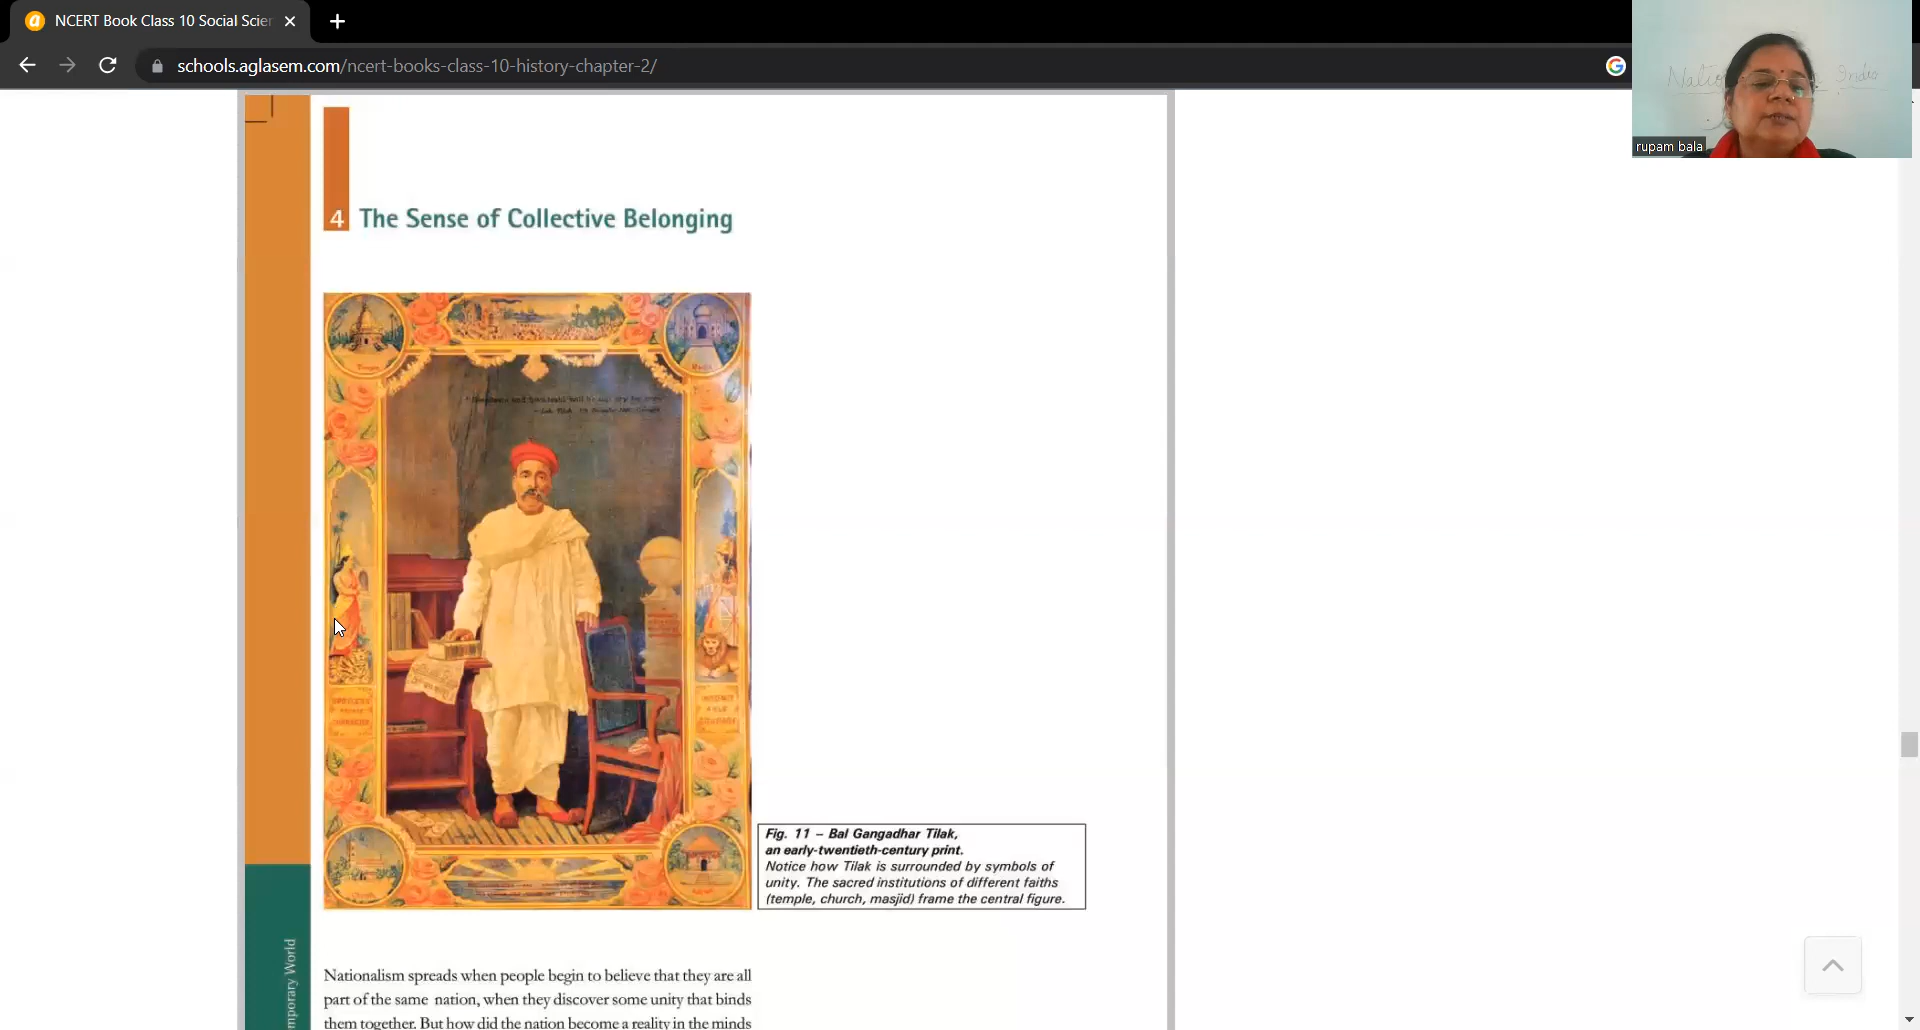 NCERT Book Class 10 Social Scien
schools.aglasem.com/ncert-books-class-10-history-chapter-2/
rupam bala
4 The Sense of Collective Belonging
Fig. 11 – Bal Gangadhar Tilak,
an early-twentieth-century print.
Notice how Tilak is surrounded by symbols of
unity. The sacred institutions of different faiths
(temple, church, masjid) frame the central figure.
Nationalism spreads when people begin to believe that they are all
part of the same nation, when they discover some unity that binds
them together. But how did the nation become a reality in the minds
mporary World